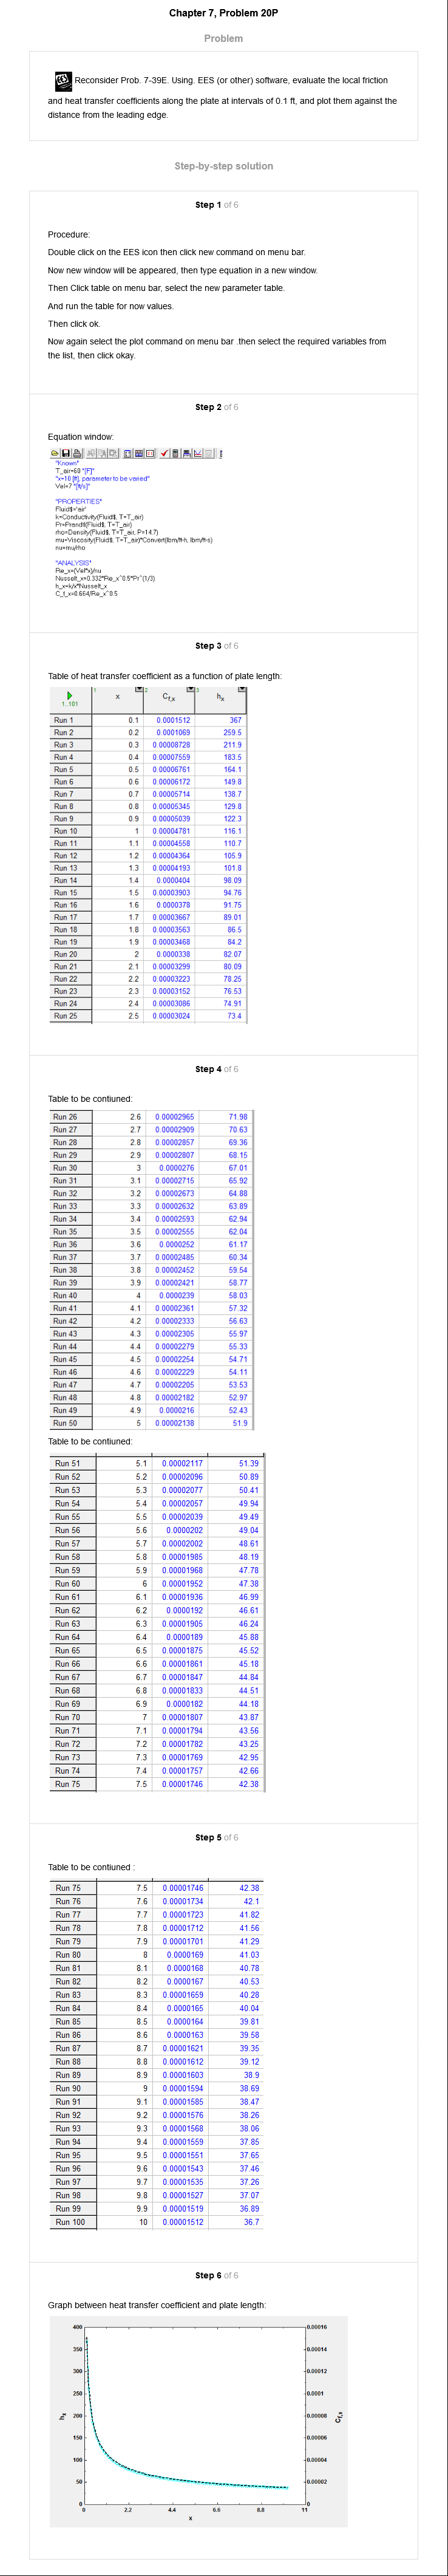 Chapter 7, Problem 20P
Problem
EES Reconsider Prob. 7-39E. Using. EES (or other) software, evaluate the local friction
and heat transfer coefficients along the plate at intervals of 0.1 ft, and plot them against the
distance from the leading edge.
Step-by-step solution
Step 1 of 6
Procedure:
Double click on the EES icon then click new command on menu bar.
Now new window will be appeared, then type equation in a new window.
Then Click table on menu bar, select the new parameter table.
And run the table for now values.
Then click ok.
Now again select the plot command on menu bar .then select the required variables from
the list, then click okay.
Step 2 of 6
Equation window:
"Known"
T_air=60 "[F]"
"x=10 [ft], parameter to be varied"
Vel=7 "[ft/s]"
"PROPERTIES"
Fluid$='air'
k=Conductivity(Fluid$, T=T_air)
Pr=Prandtl(Fluid$, T=T_air)
rho=Density(Fluid$, T=T_air, P=14.7)
mu=Viscosity(Fluid$, T=T_air)*Convert(lbm/ft-h, lbm/ft-s)
nu=mu/rho
"ANALYSIS"
Re_x=(Vel*x)/nu
Nusselt_x=0.332*Re_x^0.5*Pr^(1/3)
h_x=k/x*Nusselt_x
C_f_x=0.664/Re_x^0.5
Step 3 of 6
Table of heat transfer coefficient as a function of plate length:
1..101 1 x 2 Cf,x 3 hx
Run 1 0.1 0.0001512 367
Run 2 0.2 0.0001069 259.5
Run 3 0.3 0.00008728 211.9
Run 4 0.4 0.00007559 183.5
Run 5 0.5 0.00006761 164.1
Run 6 0.6 0.00006172 149.8
Run 7 0.7 0.00005714 138.7
Run 8 0.8 0.00005345 129.8
Run 9 0.9 0.00005039 122.3
Run 10 1 0.00004781 116.1
Run 11 1.1 0.00004558 110.7
Run 12 1.2 0.00004364 105.9
Run 13 1.3 0.00004193 101.8
Run 14 1.4 0.0000404 98.09
Run 15 1.5 0.00003903 94.76
Run 16 1.6 0.0000378 91.75
Run 17 1.7 0.00003667 89.01
Run 18 1.8 0.00003563 86.5
Run 19 1.9 0.00003468 84.2
Run 20 2 0.0000338 82.07
Run 21 2.1 0.00003299 80.09
Run 22 2.2 0.00003223 78.25
Run 23 2.3 0.00003152 76.53
Run 24 2.4 0.00003086 74.91
Run 25 2.5 0.00003024 73.4
Step 4 of 6
Table to be contiuned:
Run 26 2.6 0.00002965 71.98
Run 27 2.7 0.00002909 70.63
Run 28 2.8 0.00002857 69.36
Run 29 2.9 0.00002807 68.15
Run 30 3 0.0000276 67.01
Run 31 3.1 0.00002715 65.92
Run 32 3.2 0.00002673 64.88
Run 33 3.3 0.00002632 63.89
Run 34 3.4 0.00002593 62.94
Run 35 3.5 0.00002555 62.04
Run 36 3.6 0.0000252 61.17
Run 37 3.7 0.00002485 60.34
Run 38 3.8 0.00002452 59.54
Run 39 3.9 0.00002421 58.77
Run 40 4 0.0000239 58.03
Run 41 4.1 0.00002361 57.32
Run 42 4.2 0.00002333 56.63
Run 43 4.3 0.00002305 55.97
Run 44 4.4 0.00002279 55.33
Run 45 4.5 0.00002254 54.71
Run 46 4.6 0.00002229 54.11
Run 47 4.7 0.00002205 53.53
Run 48 4.8 0.00002182 52.97
Run 49 4.9 0.0000216 52.43
Run 50 5 0.00002138 51.9
Table to be contiuned:
Run 51 5.1 0.00002117 51.39
Run 52 5.2 0.00002096 50.89
Run 53 5.3 0.00002077 50.41
Run 54 5.4 0.00002057 49.94
Run 55 5.5 0.00002039 49.49
Run 56 5.6 0.0000202 49.04
Run 57 5.7 0.00002002 48.61
Run 58 5.8 0.00001985 48.19
Run 59 5.9 0.00001968 47.78
Run 60 6 0.00001952 47.38
Run 61 6.1 0.00001936 46.99
Run 62 6.2 0.0000192 46.61
Run 63 6.3 0.00001905 46.24
Run 64 6.4 0.0000189 45.88
Run 65 6.5 0.00001875 45.52
Run 66 6.6 0.00001861 45.18
Run 67 6.7 0.00001847 44.84
Run 68 6.8 0.00001833 44.51
Run 69 6.9 0.0000182 44.18
Run 70 7 0.00001807 43.87
Run 71 7.1 0.00001794 43.56
Run 72 7.2 0.00001782 43.25
Run 73 7.3 0.00001769 42.95
Run 74 7.4 0.00001757 42.66
Run 75 7.5 0.00001746 42.38
Step 5 of 6
Table to be contiuned :
Run 75 7.5 0.00001746 42.38
Run 76 7.6 0.00001734 42.1
Run 77 7.7 0.00001723 41.82
Run 78 7.8 0.00001712 41.56
Run 79 7.9 0.00001701 41.29
Run 80 8 0.0000169 41.03
Run 81 8.1 0.0000168 40.78
Run 82 8.2 0.0000167 40.53
Run 83 8.3 0.00001659 40.28
Run 84 8.4 0.0000165 40.04
Run 85 8.5 0.0000164 39.81
Run 86 8.6 0.0000163 39.58
Run 87 8.7 0.00001621 39.35
Run 88 8.8 0.00001612 39.12
Run 89 8.9 0.00001603 38.9
Run 90 9 0.00001594 38.69
Run 91 9.1 0.00001585 38.47
Run 92 9.2 0.00001576 38.26
Run 93 9.3 0.00001568 38.06
Run 94 9.4 0.00001559 37.85
Run 95 9.5 0.00001551 37.65
Run 96 9.6 0.00001543 37.46
Run 97 9.7 0.00001535 37.26
Run 98 9.8 0.00001527 37.07
Run 99 9.9 0.00001519 36.89
Run 100 10 0.00001512 36.7
Step 6 of 6
Graph between heat transfer coefficient and plate length:
400 0.00016
350 0.00014
300 0.00012
250 0.0001
hx 200 0.00008 Cf,x
150 0.00006
100 0.00004
50 0.00002
0 0
0 2.2 4.4 6.6 8.8 11
x